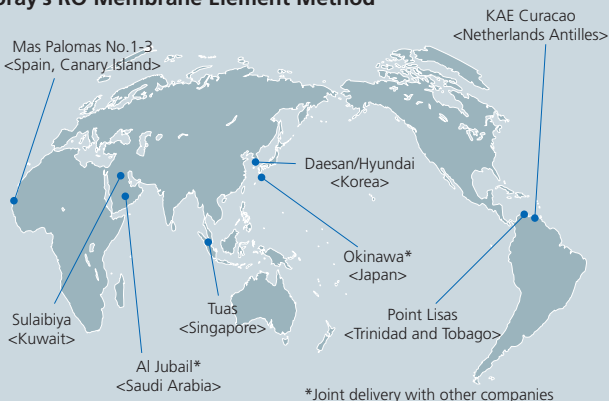 RO Membrane Element Method
KAE Curacao
<Netherlands Antilles>
Mas Palomas No.1-3
<Spain, Canary Island>
Daesan/Hyundai
<Korea>
Okinawa*
<Japan>
Tuas
<Singapore>
Point Lisas
<Trinidad and Tobago>
Sulaibiya
<Kuwait>
Al Jubail*
<Saudi Arabia>
*Joint delivery with other companies